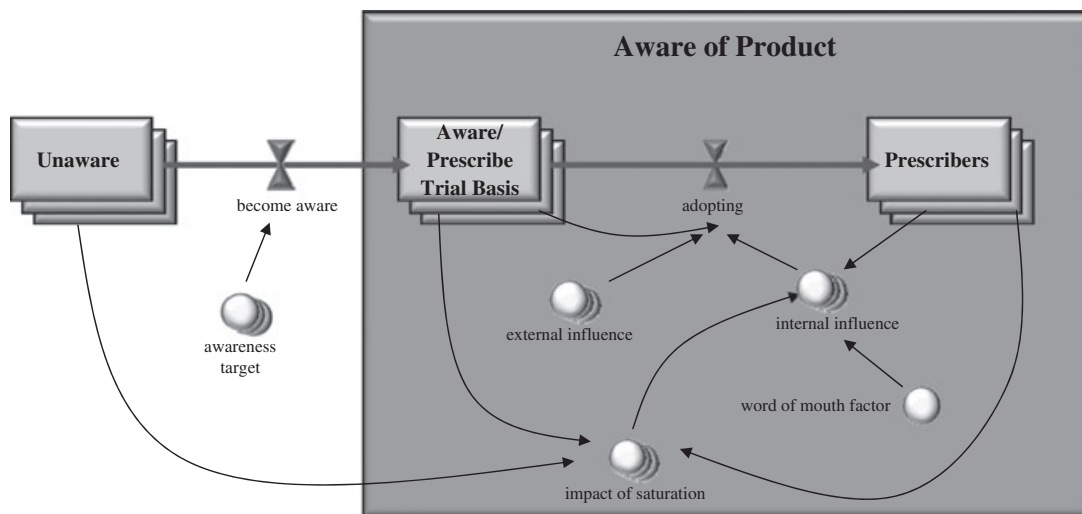 Aware of Product
Unaware
Aware/
Prescribe
Trial Basis
Prescribers
become aware
adopting
external influence
internal influence
awareness
target
word of mouth factor
impact of saturation